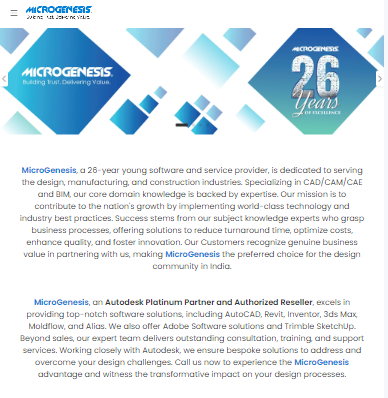 MICROGENESIS
Building Trust. Delivering Value.
MICROGENESIS
Building Trust. Delivering Value.
MICROGENESIS
26
Years
OF EXCELLENCE
MicroGenesis, a 26-year young software and service provider, is dedicated to serving
the design, manufacturing, and construction industries. Specializing in CAD/CAM/CAE
and BIM, our core domain knowledge is backed by expertise. Our mission is to
contribute to the nation's growth by implementing world-class technology and
industry best practices. Success stems from our subject knowledge experts who grasp
business processes, offering solutions to reduce turnaround time, optimize costs,
enhance quality, and foster innovation. Our Customers recognize genuine business
value in partnering with us, making MicroGenesis the preferred choice for the design
community in India.
MicroGenesis, an Autodesk Platinum Partner and Authorized Reseller, excels in
providing top-notch software solutions, including AutoCAD, Revit, Inventor, 3ds Max,
Moldflow, and Alias. We also offer Adobe Software solutions and Trimble SketchUp.
Beyond sales, our expert team delivers outstanding consultation, training, and support
services. Working closely with Autodesk, we ensure bespoke solutions to address and
overcome your design challenges. Call us now to experience the MicroGenesis
advantage and witness the transformative impact on your design processes.